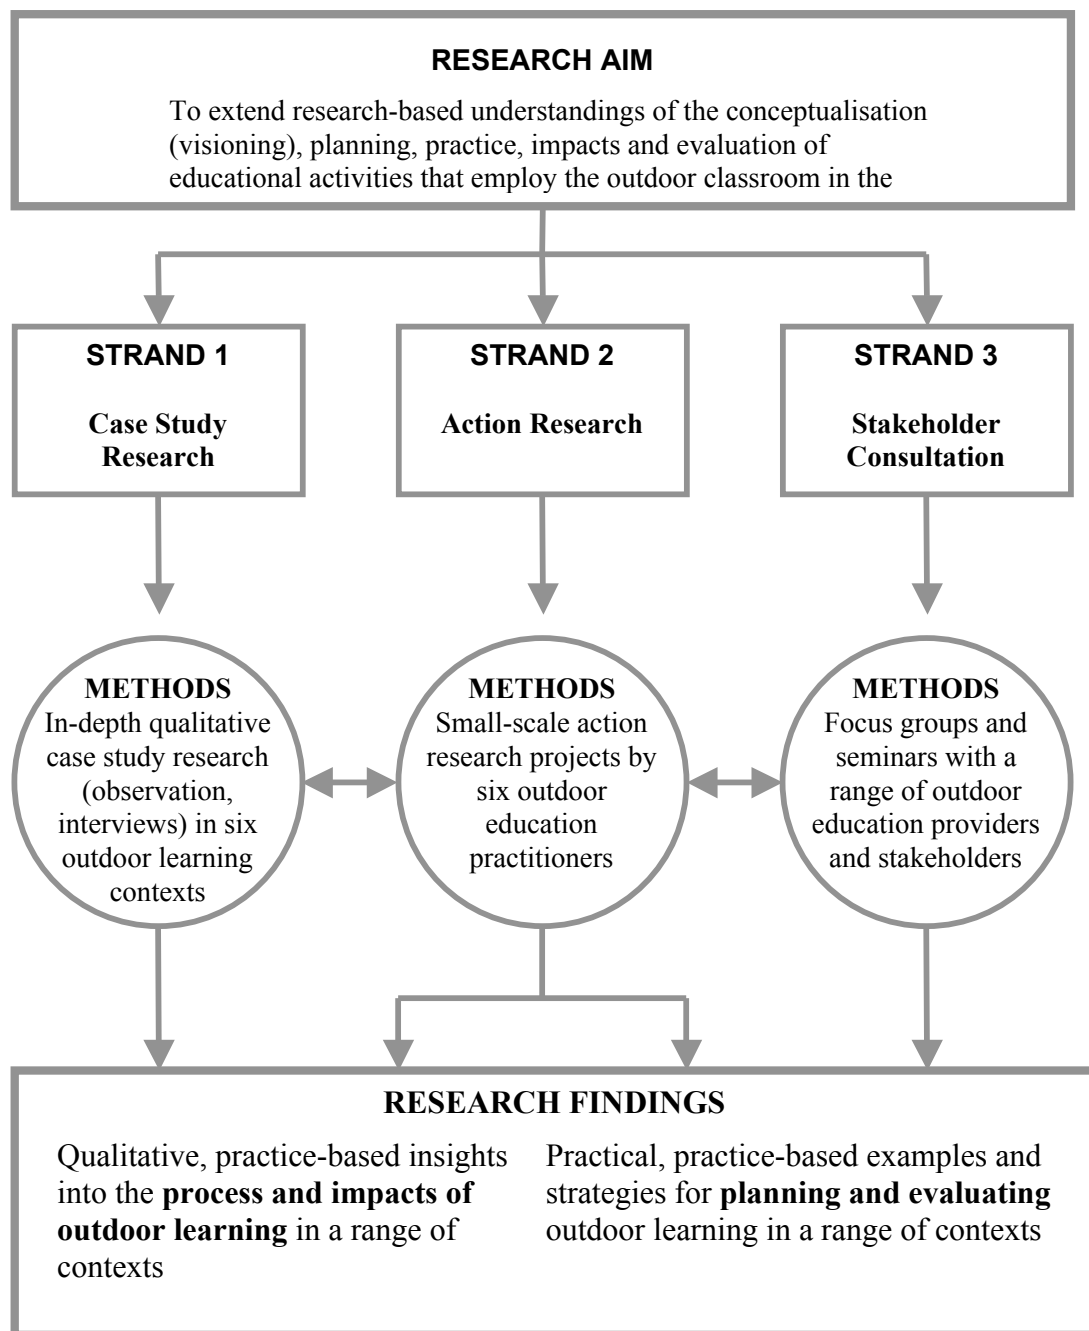 RESEARCH AIM
To extend research-based understandings of the conceptualisation
(visioning), planning, practice, impacts and evaluation of
educational activities that employ the outdoor classroom in the
STRAND 1
Case Study
Research
STRAND 2
Action Research
STRAND 3
Stakeholder
Consultation
METHODS
In-depth qualitative
case study research
(observation,
interviews) in six
outdoor learning
contexts
METHODS
Small-scale action
research projects by
six outdoor
education
practitioners
METHODS
Focus groups and
seminars with a
range of outdoor
education providers
and stakeholders
RESEARCH FINDINGS
Qualitative, practice-based insights
into the process and impacts of
outdoor learning in a range of
contexts
Practical, practice-based examples and
strategies for planning and evaluating
outdoor learning in a range of contexts